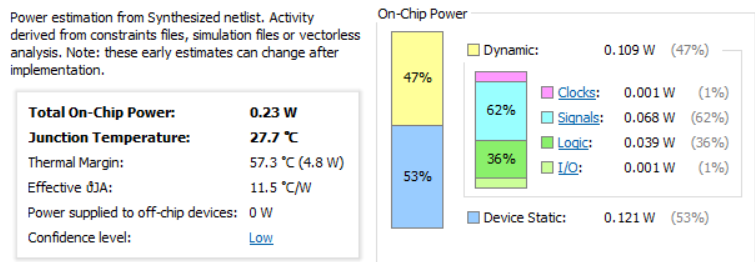 Power estimation from Synthesized netlist. Activity
derived from constraints files, simulation files or vectorless
analysis. Note: these early estimates can change after
implementation.
Total On-Chip Power: 0.23 W
Junction Temperature: 27.7 °C
Thermal Margin: 57.3 °C (4.8 W)
Effective ϑJA: 11.5 °C/W
Power supplied to off-chip devices: 0 W
Confidence level: Low
On-Chip Power
47%
53%
Dynamic: 0.109 W (47%)
62%
36%
Clocks: 0.001 W (1%)
Signals: 0.068 W (62%)
Logic: 0.039 W (36%)
I/O: 0.001 W (1%)
Device Static: 0.121 W (53%)